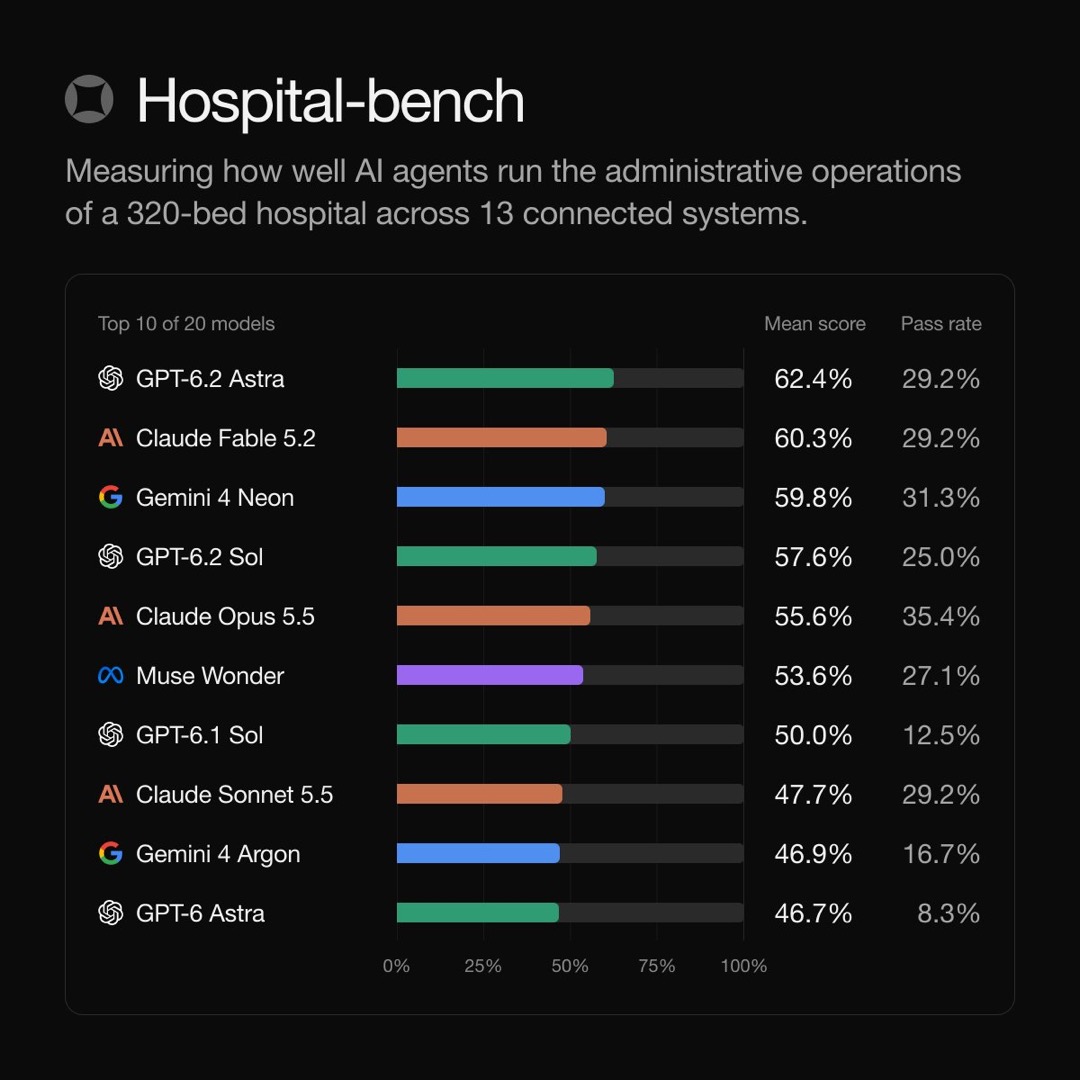 Hospital-bench
Measuring how well AI agents run the administrative operations
of a 320-bed hospital across 13 connected systems.
Top 10 of 20 models Mean score Pass rate
GPT-6.2 Astra 62.4% 29.2%
Claude Fable 5.2 60.3% 29.2%
Gemini 4 Neon 59.8% 31.3%
GPT-6.2 Sol 57.6% 25.0%
Claude Opus 5.5 55.6% 35.4%
Muse Wonder 53.6% 27.1%
GPT-6.1 Sol 50.0% 12.5%
Claude Sonnet 5.5 47.7% 29.2%
Gemini 4 Argon 46.9% 16.7%
GPT-6 Astra 46.7% 8.3%
0% 25% 50% 75% 100%